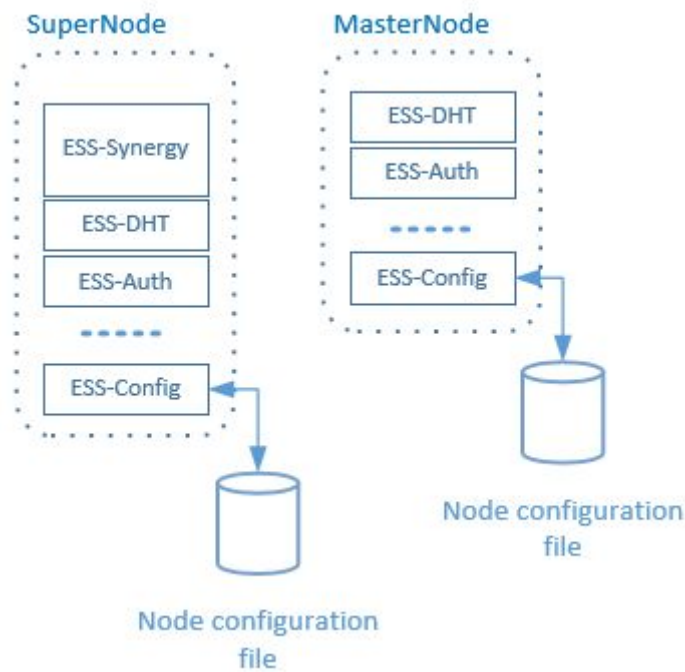 SuperNode
ESS-Synergy
ESS-DHT
ESS-Auth
ESS-Config
Node configuration
file
MasterNode
ESS-DHT
ESS-Auth
ESS-Config
Node configuration
file